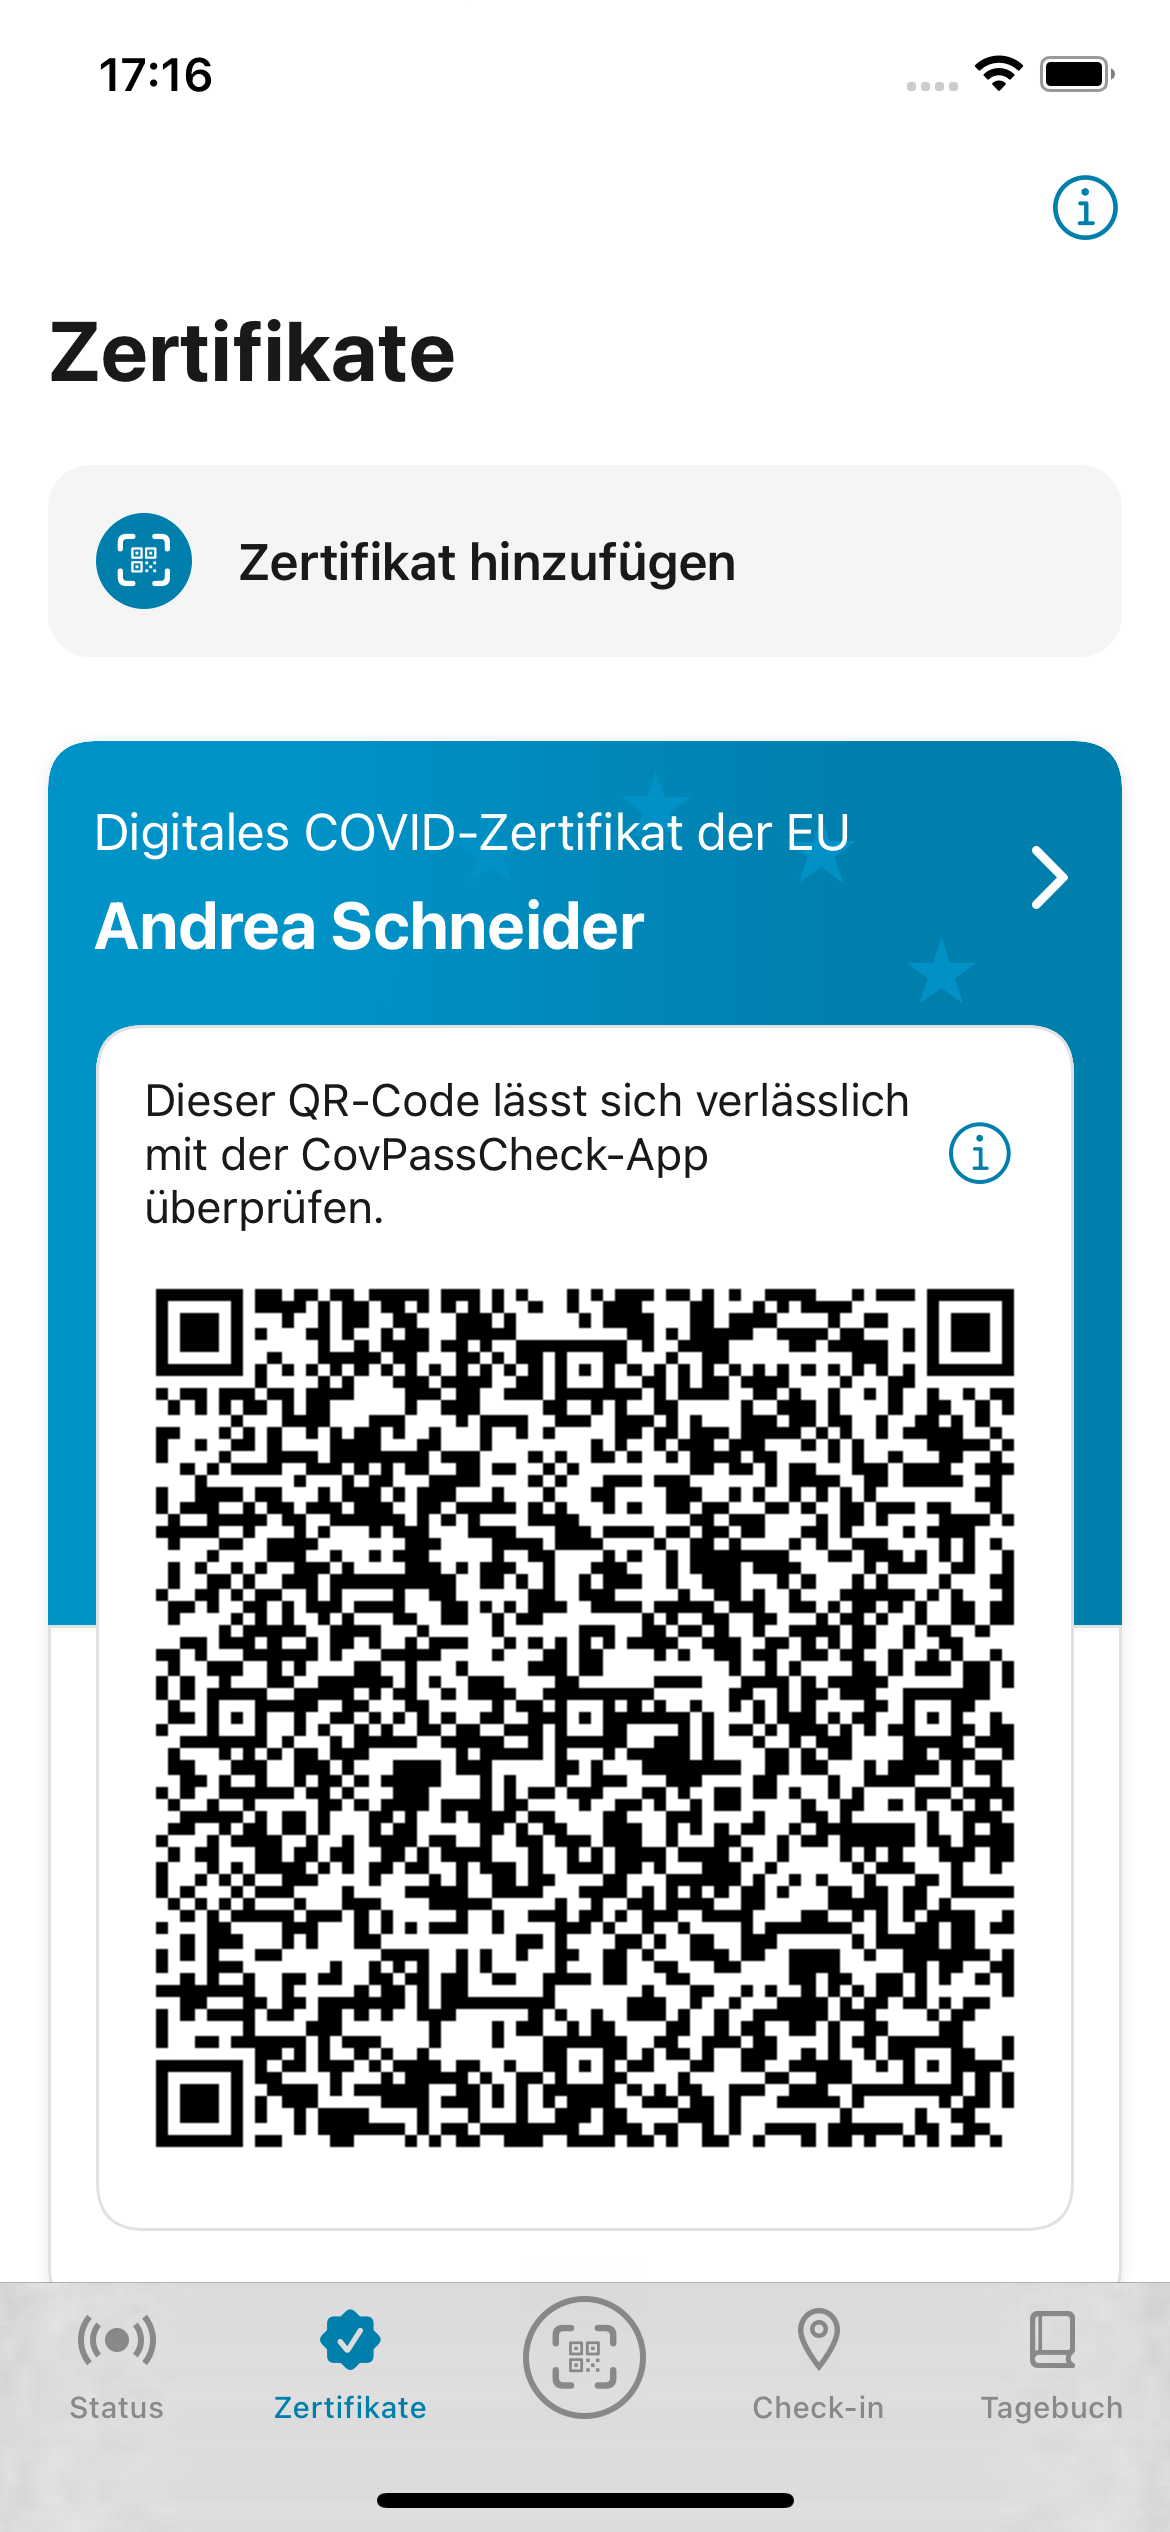 17:16
Zertifikate
Zertifikat hinzufügen
Digitales COVID-Zertifikat der EU
Andrea Schneider
Dieser QR-Code lässt sich verlässlich
mit der CovPassCheck-App
überprüfen.
Status
Zertifikate
Check-in
Tagebuch